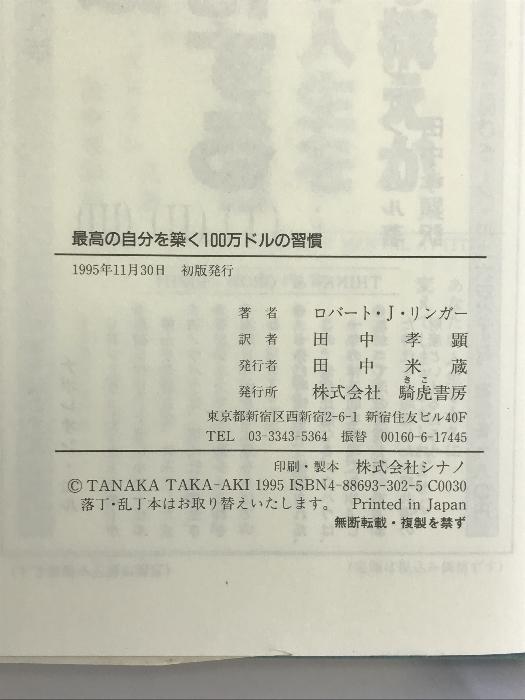 最高の自分を築く100万ドルの習慣
1995年11月30日 初版発行
著者 ロバート・J・リンガー
訳者 田中孝顕
発行者 田中米蔵
きこ
発行所 株式会社 騎虎書房
東京都新宿区西新宿2-6-1 新宿住友ビル40F
TEL 03-3343-5364 振替 00160-6-17445
印刷・製本 株式会社シナノ
© TANAKA TAKA-AKI 1995 ISBN4-88693-302-5 C0030
落丁・乱丁本はお取り替えいたします。 Printed in Japan
無断転載・複製を禁ず